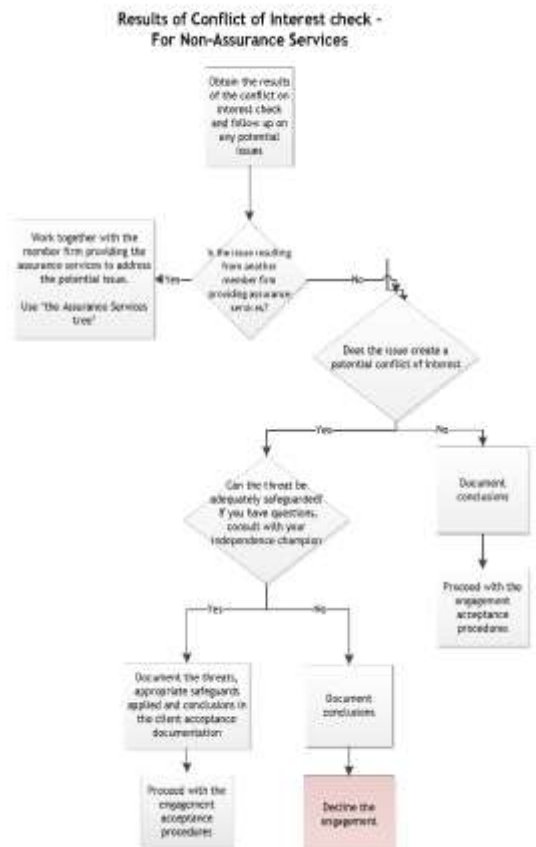 Results of Conflict of Interest check -
For Non-Assurance Services
Obtain the results
of the conflict on
interest check
and follow up on
any potential
issues
Is the issue resulting
from another
member firm
providing assurance
services?
Yes
No
Work together with the
member firm providing the
assurance services to address
the potential issue.
Use "the Assurance Services
tree"
Does the issue create a
potential conflict of interest
Yes
No
Can the threat be
adequately safeguarded?
If you have questions,
consult with your
independence champion
Document
conclusions
Proceed with the
engagement
acceptance
procedures
Yes
No
Document the threats,
appropriate safeguards
applied and conclusions in
the client acceptance
documentation
Document
conclusions
Proceed with the
engagement
acceptance
procedures
Decline the
engagement.